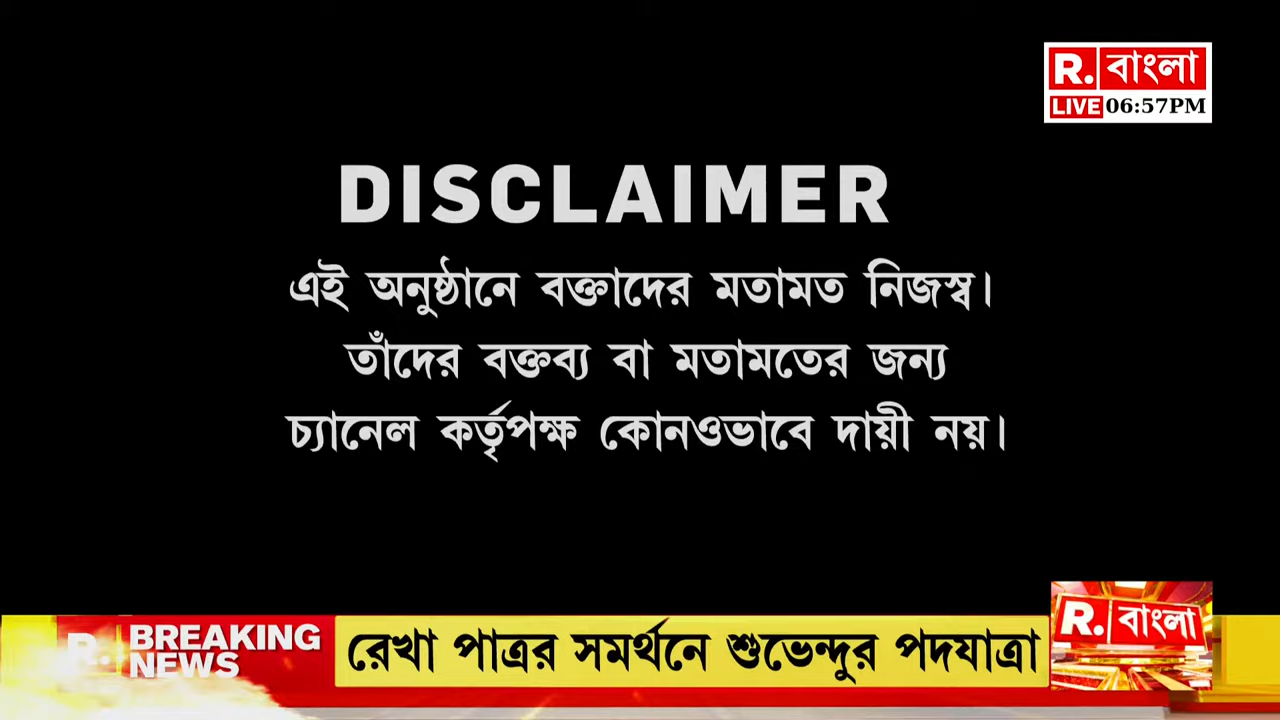 R. বাংলা
LIVE 06:57PM
DISCLAIMER
এই অনুষ্ঠানে বক্তাদের মতামত নিজস্ব।
তাঁদের বক্তব্য বা মতামতের জন্য
চ্যানেল কর্তৃপক্ষ কোনওভাবে দায়ী নয়।
R. BREAKING
NEWS
রেখা পাত্রর সমর্থনে শুভেন্দুর পদযাত্রা
R. বাংলা